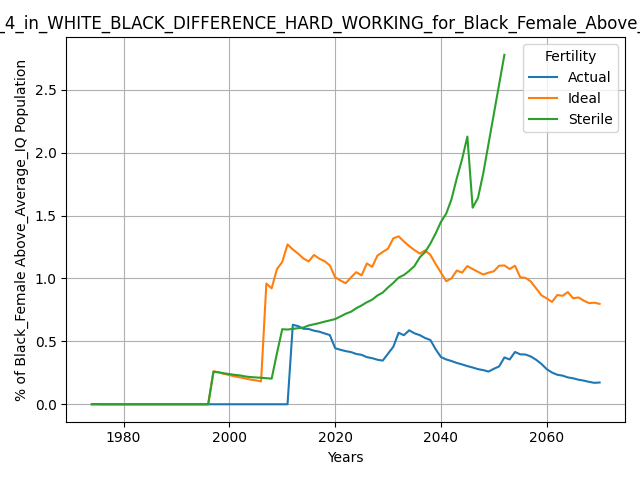 _4_in_WHITE_BLACK_DIFFERENCE_HARD_WORKING_for_Black_Female_Above_
% of Black_Female Above_Average_IQ Population
2.5
2.0
1.5
1.0
0.5
0.0
Fertility
Actual
Ideal
Sterile
1980
2000
2020
2040
2060
Years